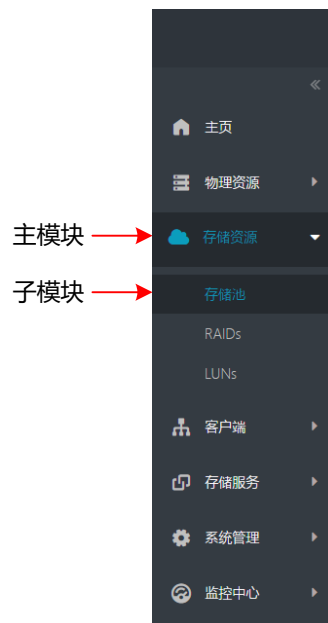 主页
物理资源
主模块
存储资源
子模块
存储池
RAIDs
LUNs
客户端
存储服务
系统管理
监控中心